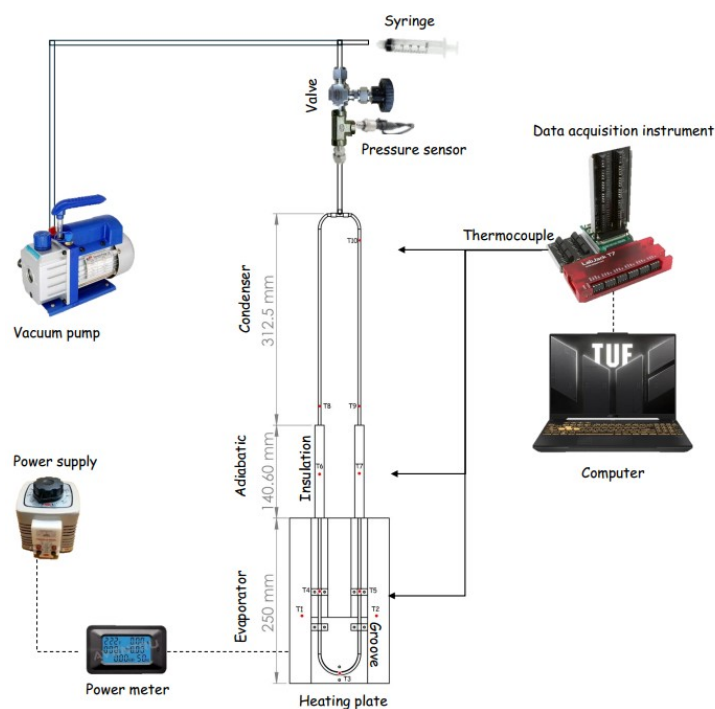 Syringe
Valve
Pressure sensor
Data acquisition instrument
Thermocouple
LabJack T7
Vacuum pump
Condenser
312.5 mm
T10
T8
T9
TUF
Computer
Power supply
Adiabatic
140.60 mm
Insulation
T6
T7
Evaporator
250 mm
T4
T5
T1
T2
Groove
T3
Power meter
Heating plate